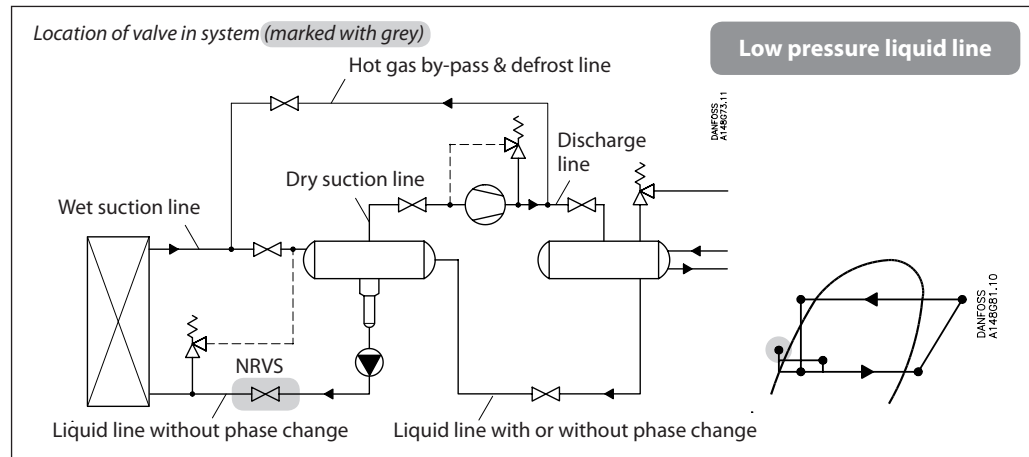 Location of valve in system (marked with grey)
Low pressure liquid line
Hot gas by-pass & defrost line
DANFOSS
A148G73.11
Discharge
line
Dry suction line
Wet suction line
DANFOSS
A148G81.10
NRVS
Liquid line without phase change
Liquid line with or without phase change